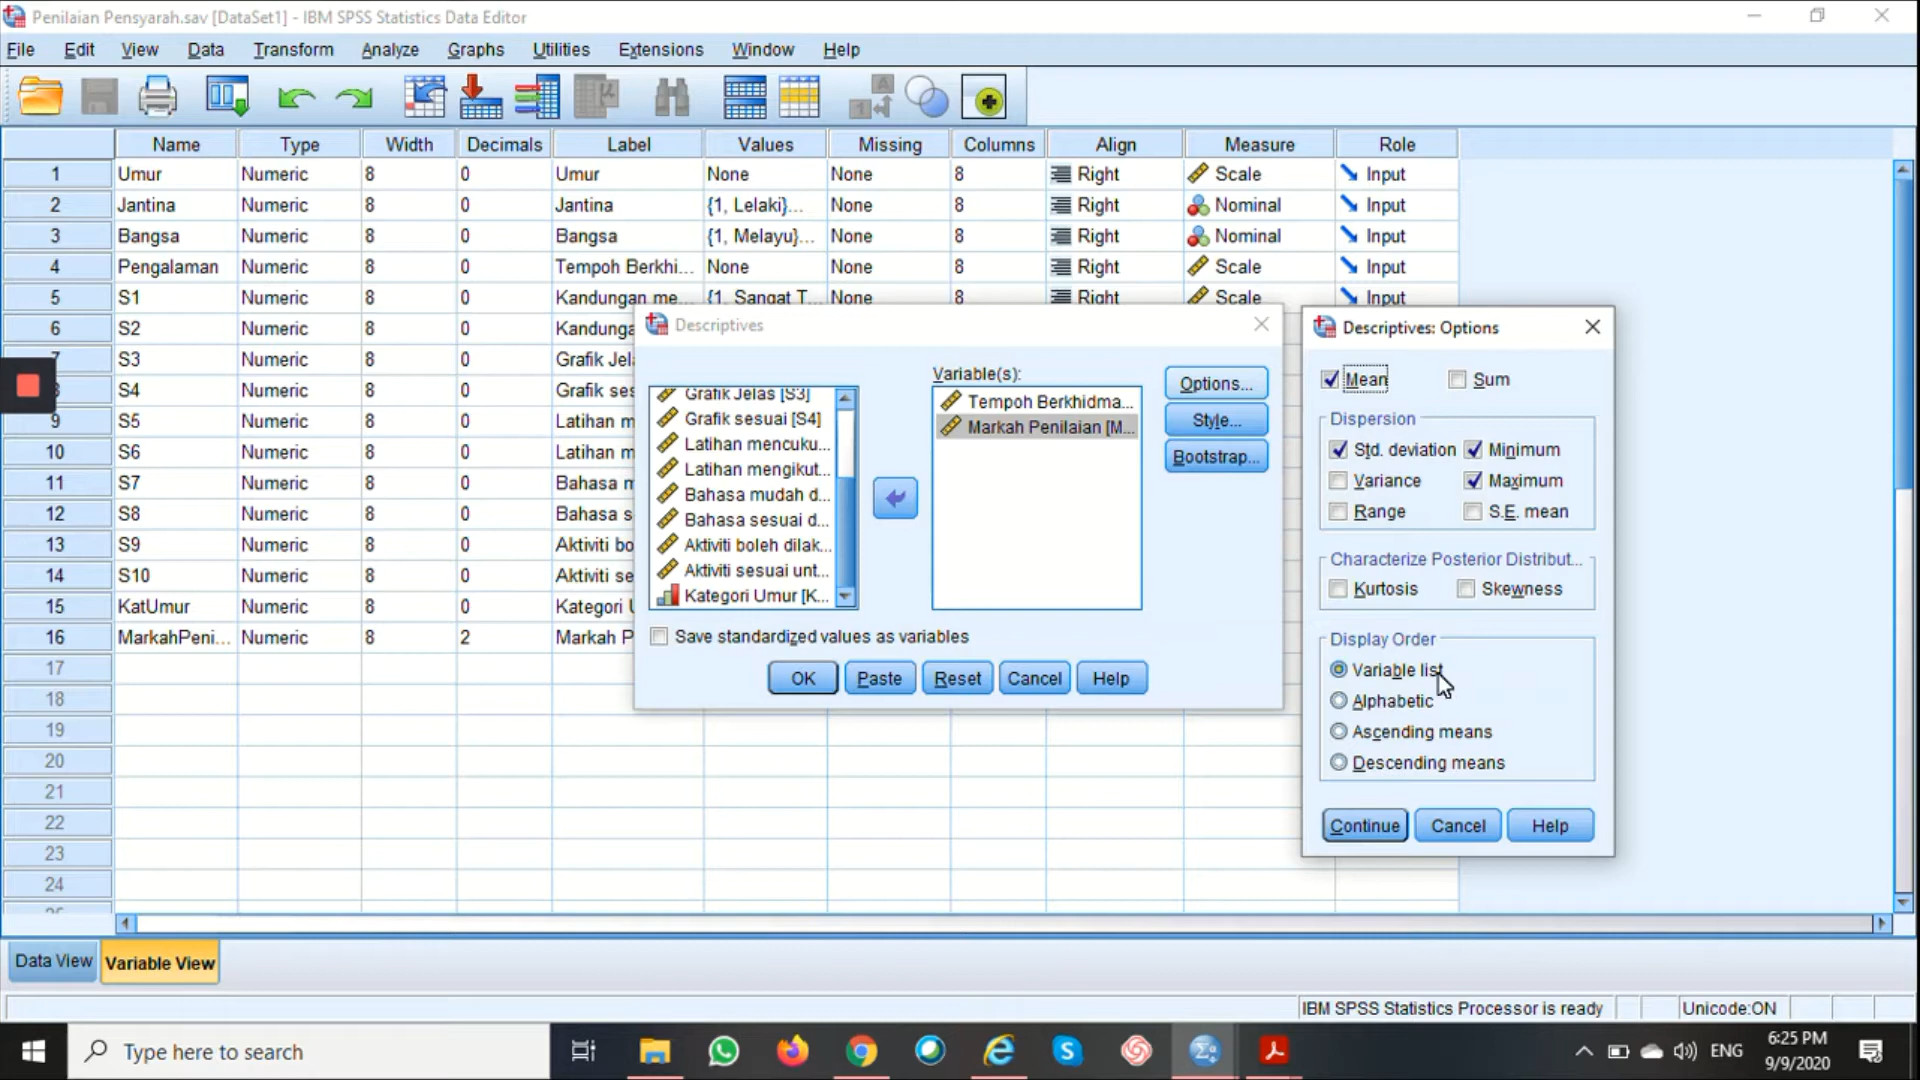 Penilaian Pensyarah.sav [DataSet1] - IBM SPSS Statistics Data Editor
File Edit View Data Transform Analyze Graphs Utilities Extensions Window Help
Name Type Width Decimals Label Values Missing Columns Align Measure Role
1 Umur Numeric 8 0 Umur None None 8 Right Scale Input
2 Jantina Numeric 8 0 Jantina {1, Lelaki}... None 8 Right Nominal Input
3 Bangsa Numeric 8 0 Bangsa {1, Melayu}... None 8 Right Nominal Input
4 Pengalaman Numeric 8 0 Tempoh Berkhi... None None 8 Right Scale Input
5 S1 Numeric 8 0 Kandungan me... {1, Sangat T... None 8 Right Scale Input
6 S2 Numeric 8 0 Kandung
7 S3 Numeric 8 0 Grafik Jel
8 S4 Numeric 8 0 Grafik ses
9 S5 Numeric 8 0 Latihan m
10 S6 Numeric 8 0 Latihan m
11 S7 Numeric 8 0 Bahasa m
12 S8 Numeric 8 0 Bahasa s
13 S9 Numeric 8 0 Aktiviti bo
14 S10 Numeric 8 0 Aktiviti se
15 KatUmur Numeric 8 0 Kategori U
16 MarkahPeni... Numeric 8 2 Markah P
17
18
19
20
21
22
23
24
Descriptives
Variable(s):
Grafik Jelas [S3]
Grafik sesuai [S4]
Latihan mencuku...
Latihan mengikut...
Bahasa mudah d...
Bahasa sesuai d...
Aktiviti boleh dilak...
Aktiviti sesuai unt...
Kategori Umur [K...
Tempoh Berkhidma...
Markah Penilaian [M...
Options...
Style...
Bootstrap...
Save standardized values as variables
OK Paste Reset Cancel Help
Descriptives: Options
Mean Sum
Dispersion
Std. deviation Minimum
Variance Maximum
Range S.E. mean
Characterize Posterior Distribut...
Kurtosis Skewness
Display Order
Variable list
Alphabetic
Ascending means
Descending means
Continue Cancel Help
Data View Variable View
IBM SPSS Statistics Processor is ready Unicode:ON
Type here to search
ENG
6:25 PM
9/9/2020